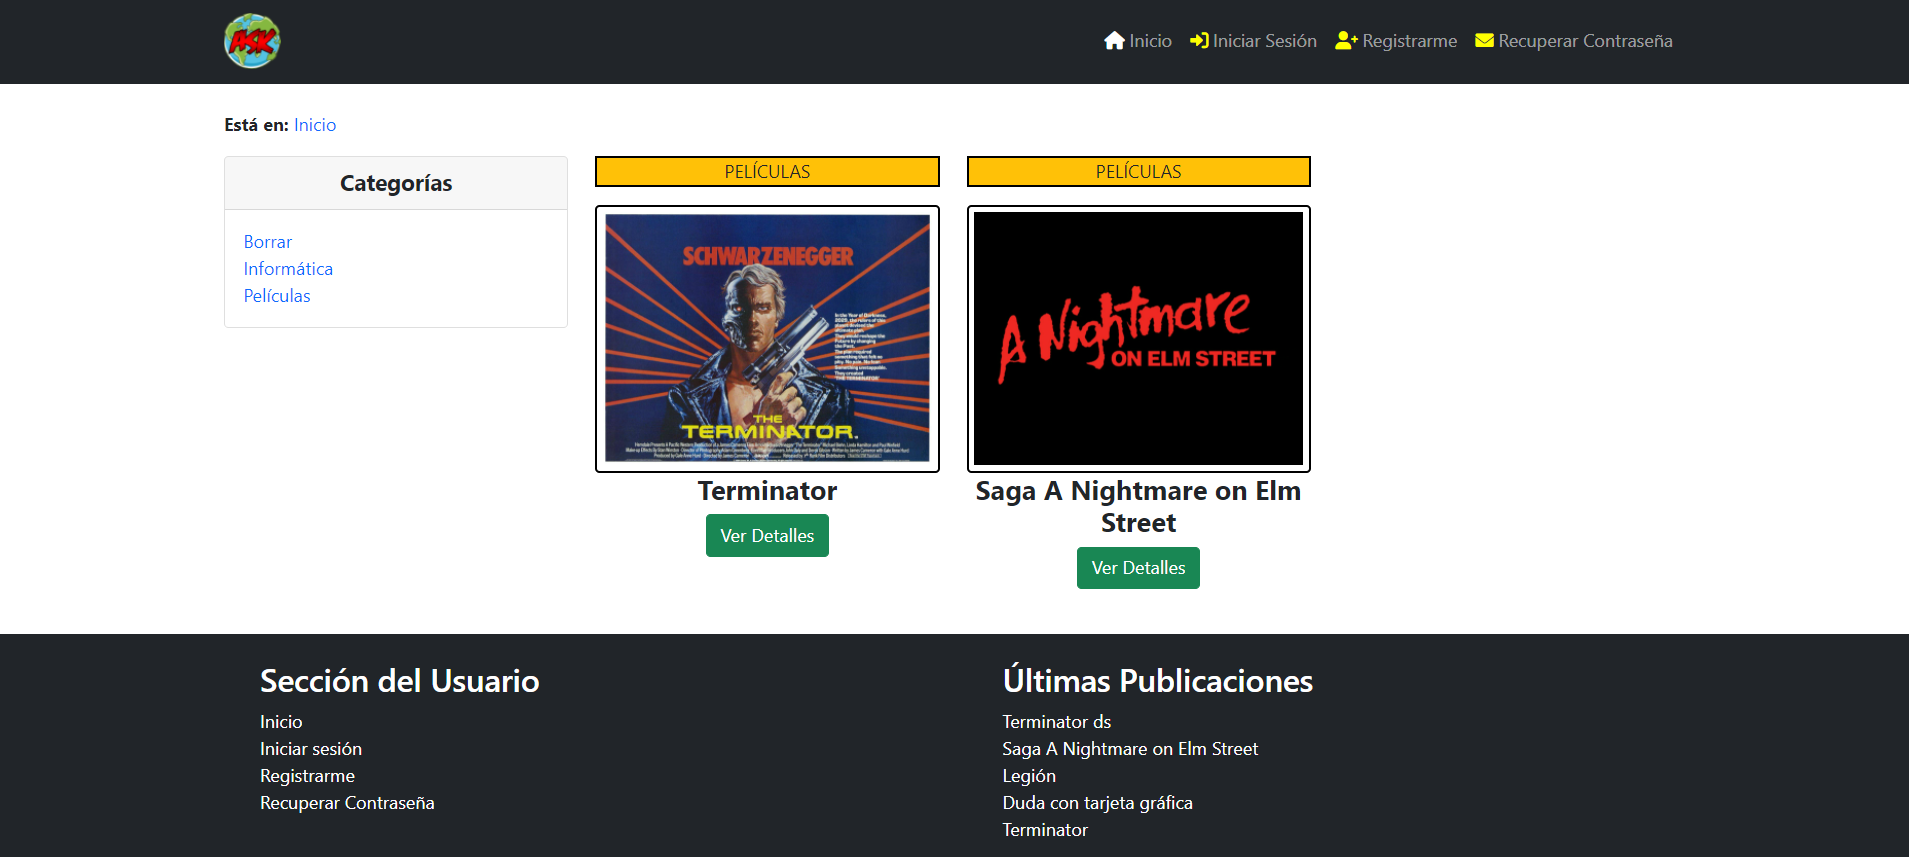 ASK
Inicio
Iniciar Sesión
Registrarme
Recuperar Contraseña
Está en: Inicio
Categorías
Borrar
Informática
Películas
PELÍCULAS
SCHWARZENEGGER
THE
TERMINATOR
Terminator
Ver Detalles
PELÍCULAS
A Nightmare
ON ELM STREET
Saga A Nightmare on Elm
Street
Ver Detalles
Sección del Usuario
Inicio
Iniciar sesión
Registrarme
Recuperar Contraseña
Últimas Publicaciones
Terminator ds
Saga A Nightmare on Elm Street
Legión
Duda con tarjeta gráfica
Terminator